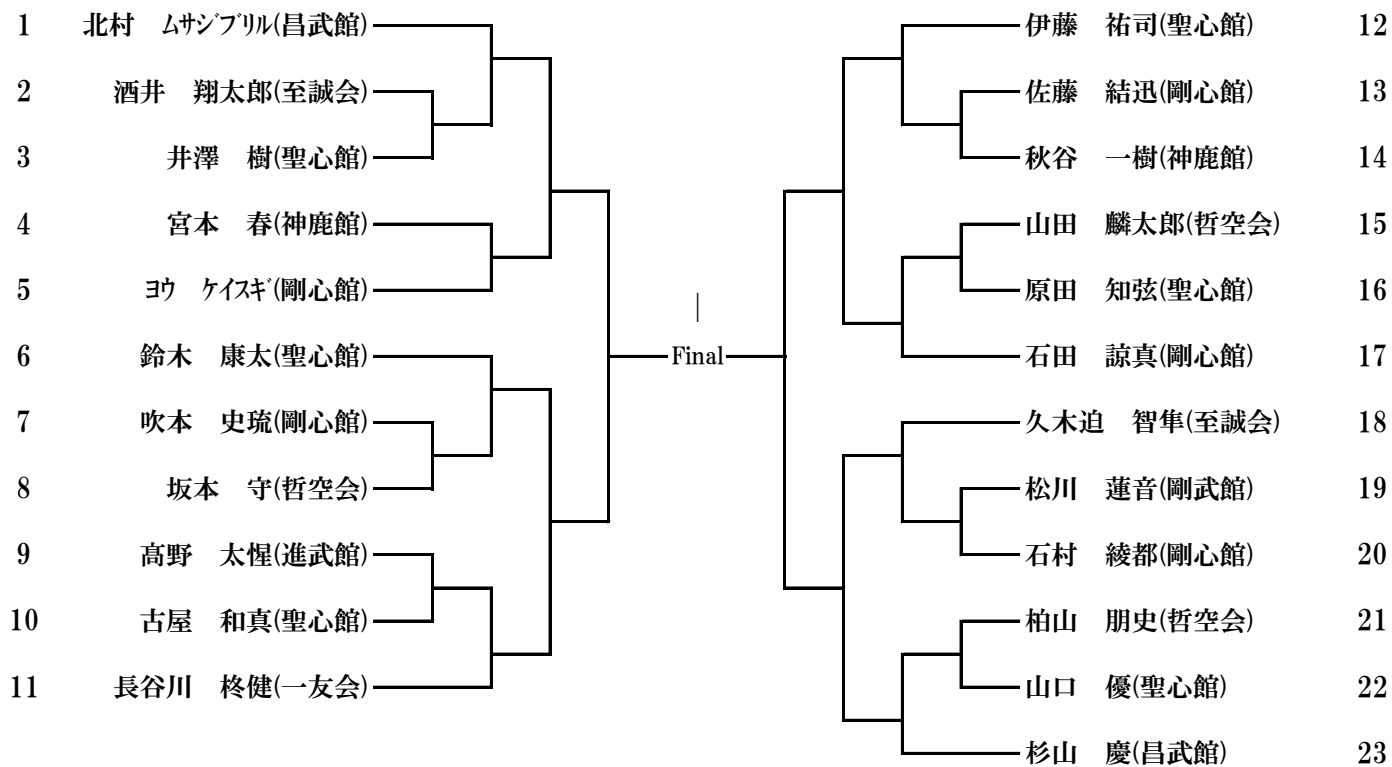 1 北村 ムサンブリル(昌武館)
2 酒井 翔太郎(至誠会)
3 井澤 樹(聖心館)
4 宮本 春(神鹿館)
5 ヨウ ケイスギ(剛心館)
6 鈴木 康太(聖心館)
7 吹本 史琉(剛心館)
8 坂本 守(哲空会)
9 髙野 太惺(進武館)
10 古屋 和真(聖心館)
11 長谷川 柊健(一友会)
Final
伊藤 祐司(聖心館) 12
佐藤 結迅(剛心館) 13
秋谷 一樹(神鹿館) 14
山田 麟太郎(哲空会) 15
原田 知弦(聖心館) 16
石田 諒真(剛心館) 17
久木迫 智隼(至誠会) 18
松川 蓮音(剛武館) 19
石村 綾都(剛心館) 20
柏山 朋史(哲空会) 21
山口 優(聖心館) 22
杉山 慶(昌武館) 23